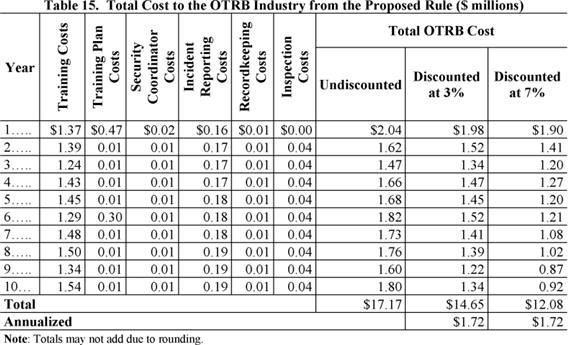 Table 15. Total Cost to the OTRB Industry from the Proposed Rule ($ millions)
Year Training Costs Training Plan Costs Security Coordinator Costs Incident Reporting Costs Recordkeeping Costs Inspection Costs Total OTRB Cost
Undiscounted Discounted at 3% Discounted at 7%
1….. $1.37 $0.47 $0.02 $0.16 $0.01 $0.00 $2.04 $1.98 $1.90
2….. 1.39 0.01 0.01 0.17 0.01 0.04 1.62 1.52 1.41
3….. 1.24 0.01 0.01 0.17 0.01 0.04 1.47 1.34 1.20
4….. 1.43 0.01 0.01 0.17 0.01 0.04 1.66 1.47 1.27
5….. 1.45 0.01 0.01 0.18 0.01 0.04 1.68 1.45 1.20
6….. 1.29 0.30 0.01 0.18 0.01 0.04 1.82 1.52 1.21
7….. 1.48 0.01 0.01 0.18 0.01 0.04 1.73 1.41 1.08
8….. 1.50 0.01 0.01 0.19 0.01 0.04 1.76 1.39 1.02
9….. 1.34 0.01 0.01 0.19 0.01 0.04 1.60 1.22 0.87
10… 1.54 0.01 0.01 0.19 0.01 0.04 1.80 1.34 0.92
Total $17.17 $14.65 $12.08
Annualized $1.72 $1.72
Note: Totals may not add due to rounding.